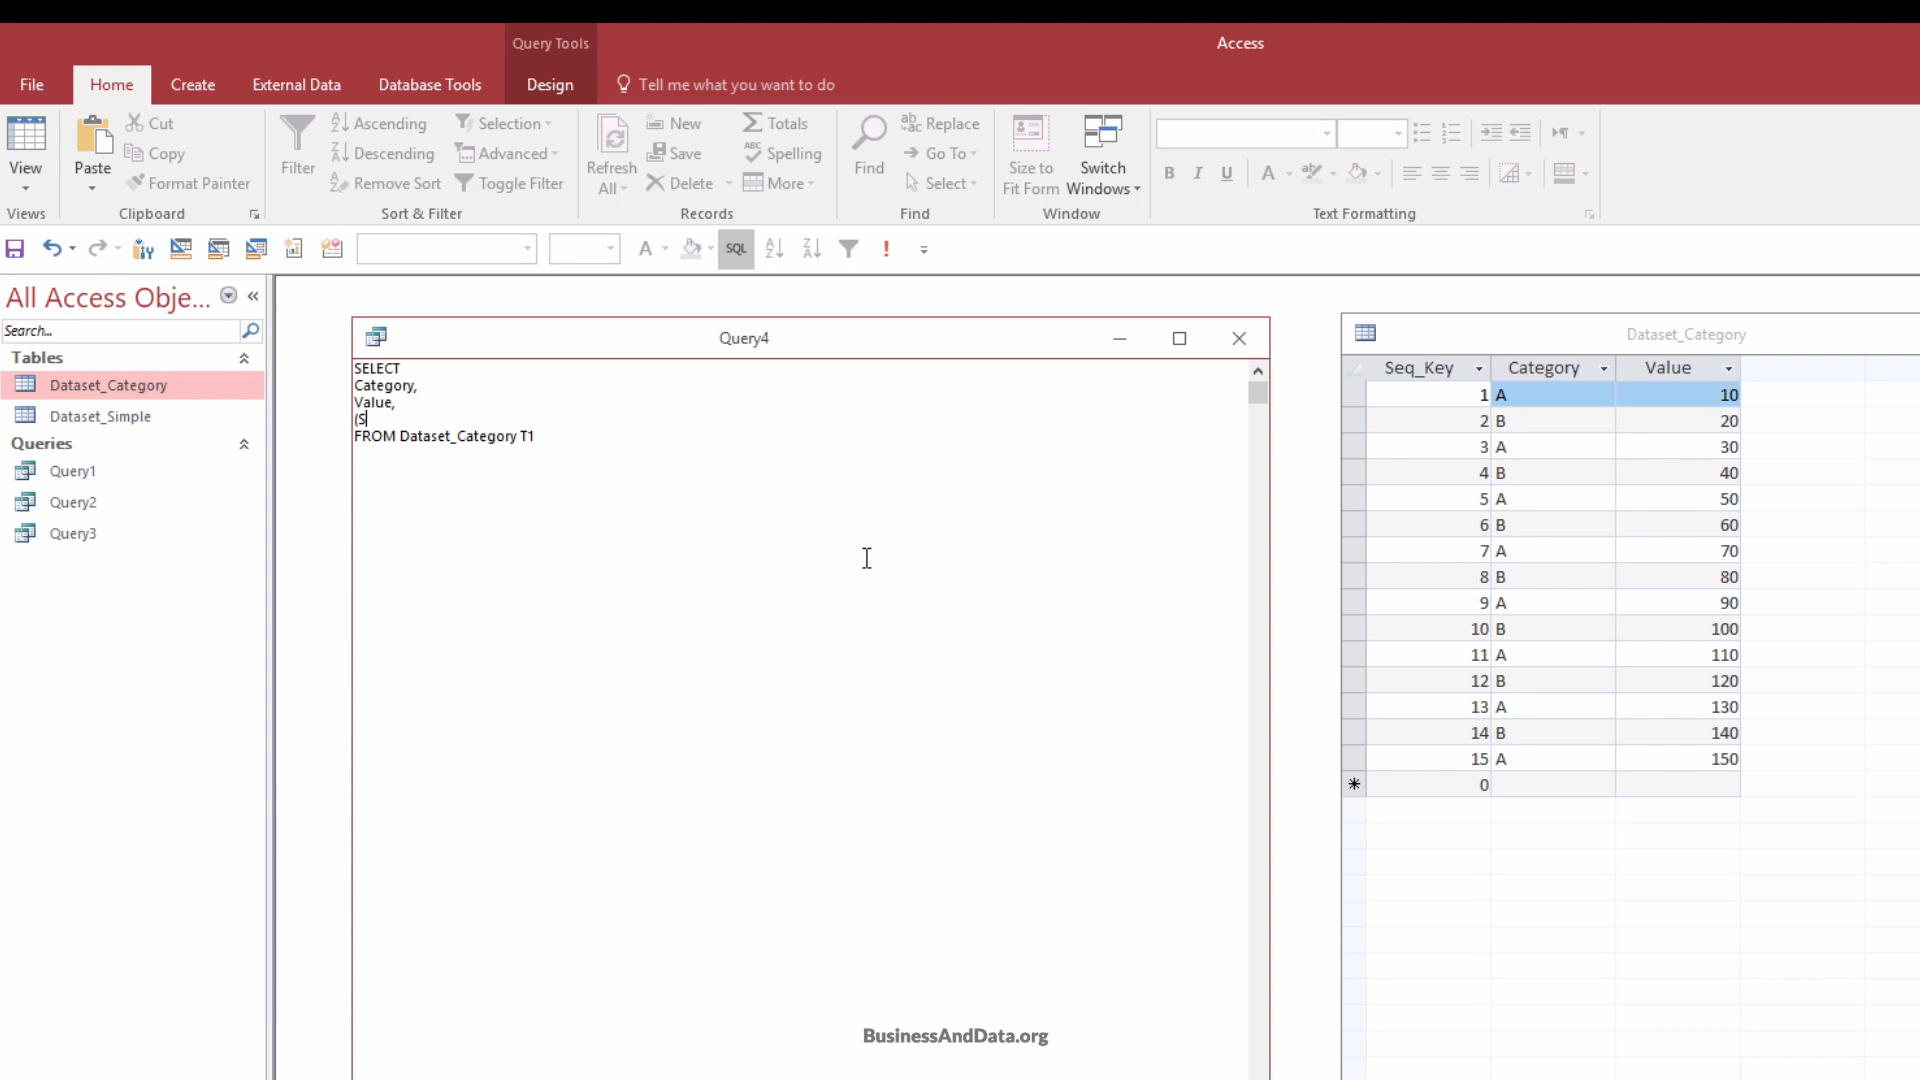 Query Tools
Access
File
Home
Create
External Data
Database Tools
Design
Tell me what you want to do
View
Paste
Cut
Copy
Format Painter
Filter
Ascending
Descending
Remove Sort
Selection
Advanced
Toggle Filter
Refresh
All
New
Save
Delete
Totals
Spelling
More
Find
Replace
Go To
Select
Size to
Fit Form
Switch
Windows
B I U A
Views
Clipboard
Sort & Filter
Records
Find
Window
Text Formatting
A
SQL
All Access Obje...
Search...
Tables
Dataset_Category
Dataset_Simple
Queries
Query1
Query2
Query3
Query4
SELECT
Category,
Value,
(S
FROM Dataset_Category T1
Dataset_Category
Seq_Key Category Value
1 A 10
2 B 20
3 A 30
4 B 40
5 A 50
6 B 60
7 A 70
8 B 80
9 A 90
10 B 100
11 A 110
12 B 120
13 A 130
14 B 140
15 A 150
0
BusinessAndData.org